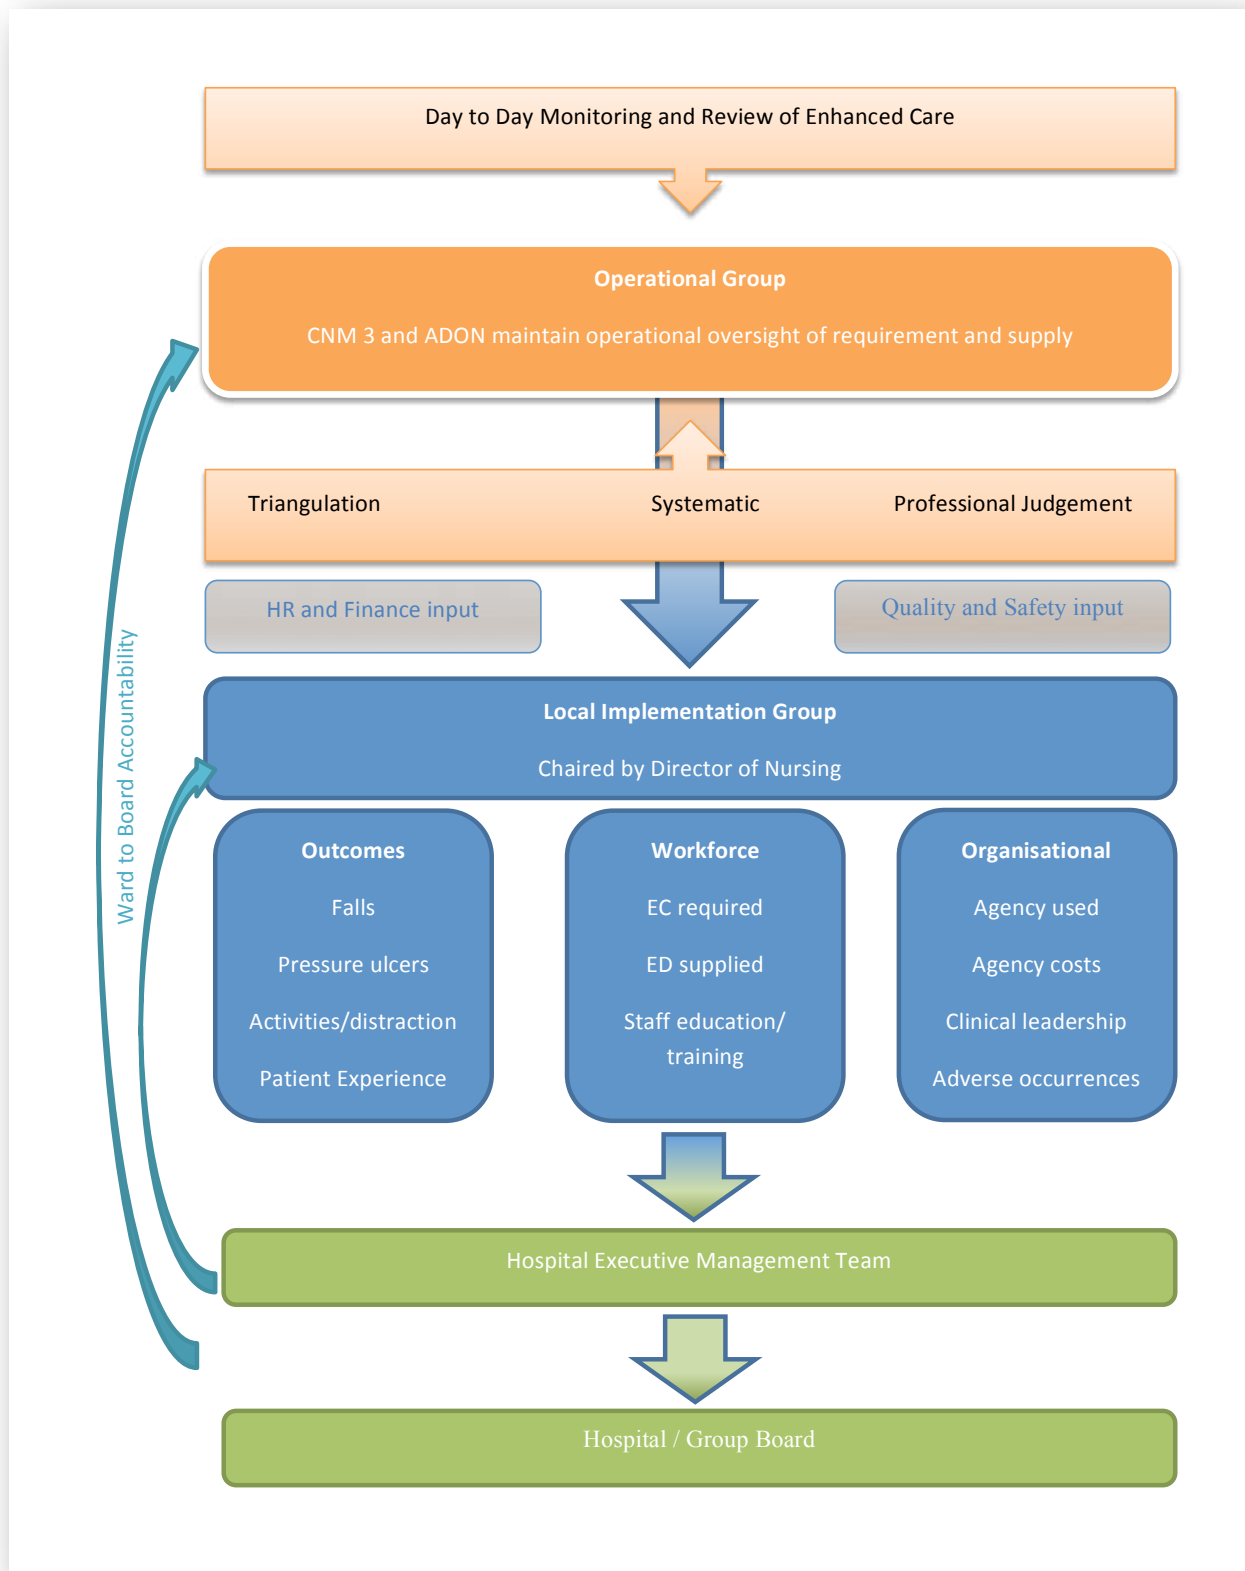 Day to Day Monitoring and Review of Enhanced Care
Operational Group
CNM 3 and ADON maintain operational oversight of requirement and supply
Triangulation Systematic Professional Judgement
HR and Finance input
Quality and Safety input
Ward to Board Accountability
Local Implementation Group
Chaired by Director of Nursing
Outcomes
Falls
Pressure ulcers
Activities/distraction
Patient Experience
Workforce
EC required
ED supplied
Staff education/
training
Organisational
Agency used
Agency costs
Clinical leadership
Adverse occurrences
Hospital Executive Management Team
Hospital / Group Board